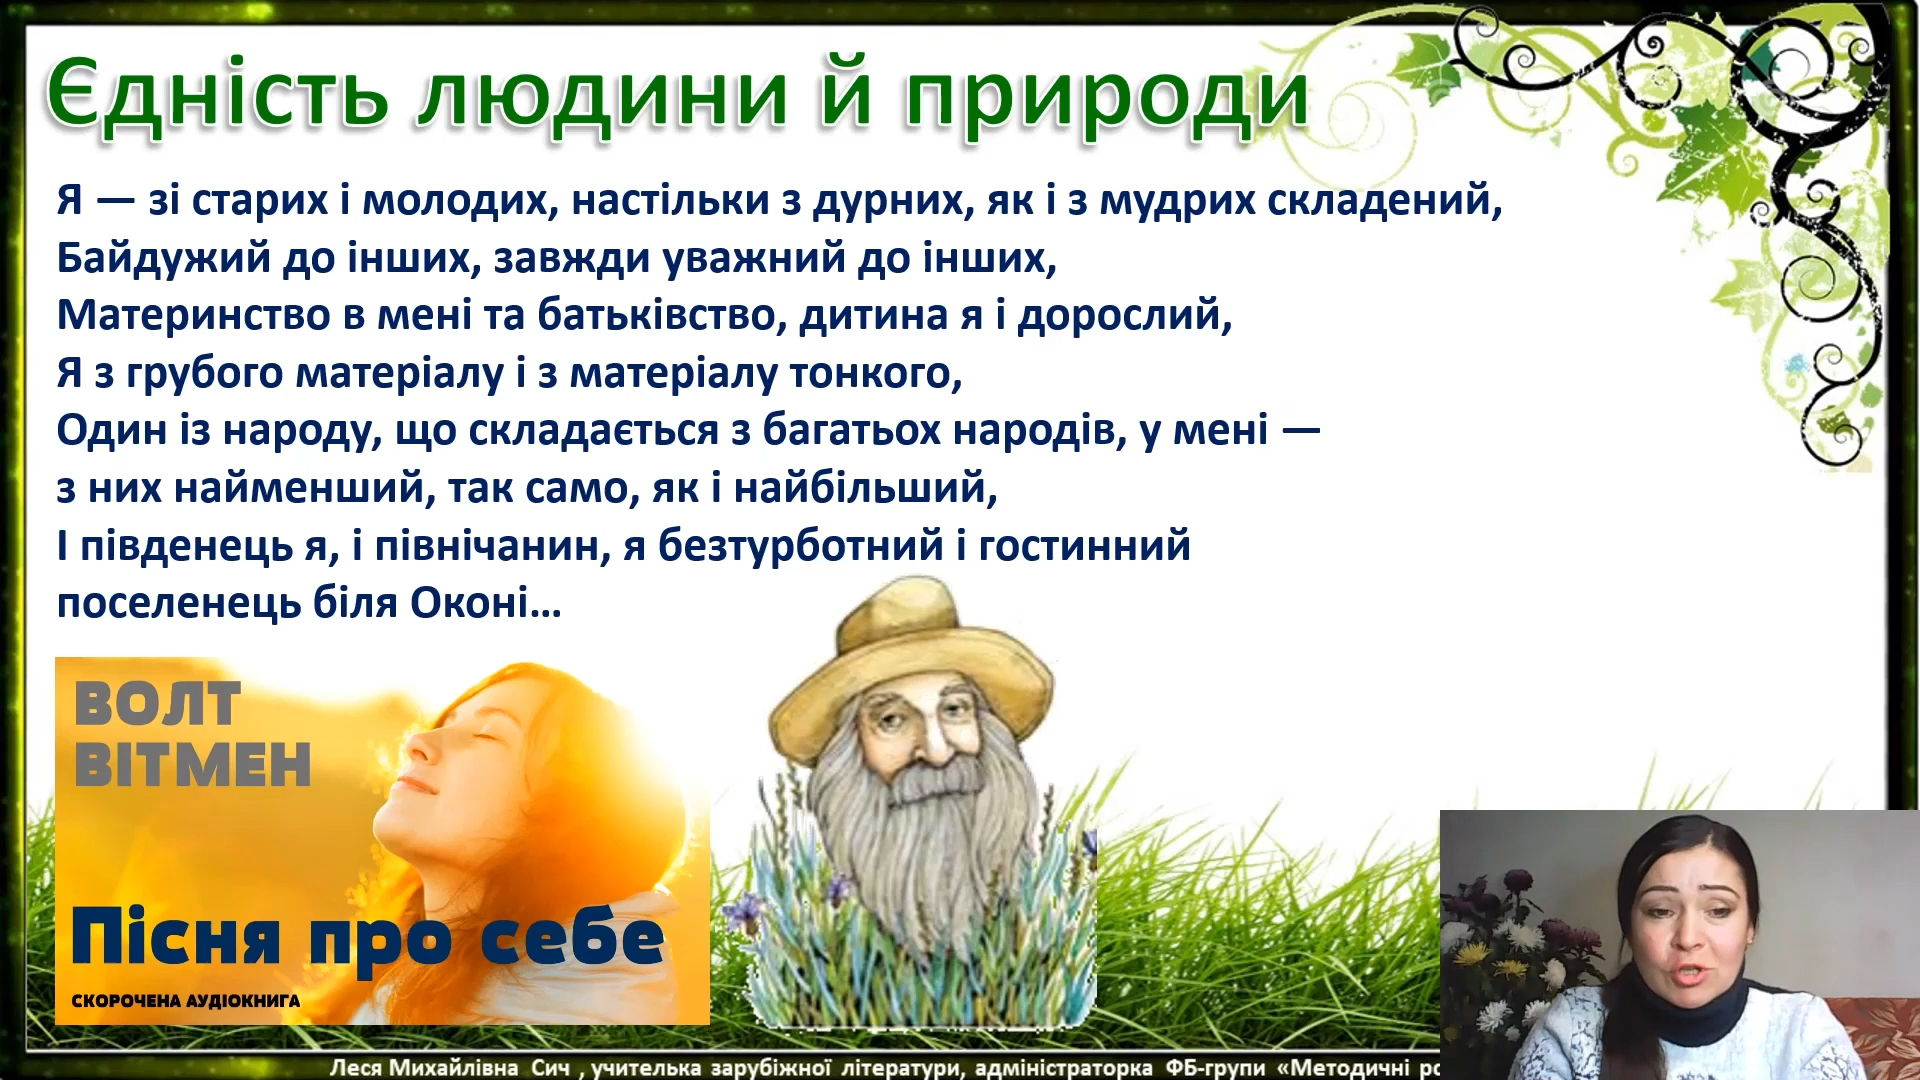 Єдність людини й природи
Я — зі старих і молодих, настільки з дурних, як і з мудрих складений,
Байдужий до інших, завжди уважний до інших,
Материнство в мені та батьківство, дитина я і дорослий,
Я з грубого матеріалу і з матеріалу тонкого,
Один із народу, що складається з багатьох народів, у мені —
з них найменший, так само, як і найбільший,
І південець я, і північанин, я безтурботний і гостинний
поселенець біля Оконі...
ВОЛТ
ВІТМЕН
Пісня про себе
СКОРОЧЕНА АУДІОКНИГА
Леся Михайлівна Сич , учителька зарубіжної літератури, адміністраторка ФБ-групи «Методичні